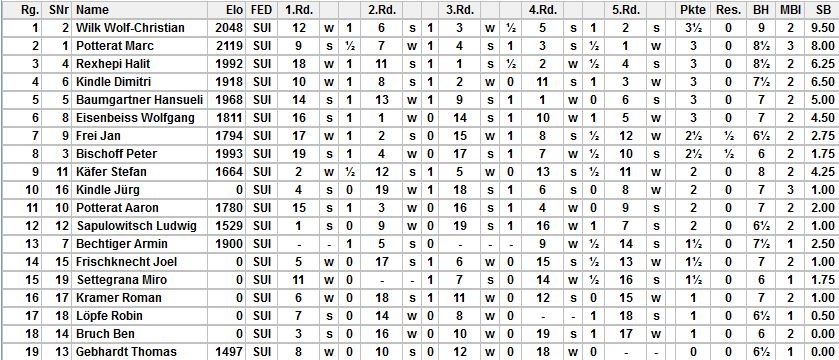 Rg. SNr Name Elo FED 1.Rd. 2.Rd. 3.Rd. 4.Rd. 5.Rd. Pkte Res. BH MBI SB
1 2 Wilk Wolf-Christian 2048 SUI 12 w 1 6 s 1 3 w ½ 5 s 1 2 s 3½ 0 9 2 9.50
2 1 Potterat Marc 2119 SUI 9 s ½ 7 w 1 4 s 1 3 s ½ 1 w 3 0 8½ 3 8.00
3 4 Rexhepi Halit 1992 SUI 18 w 1 11 s 1 1 s ½ 2 w ½ 4 s 3 0 8½ 2 6.25
4 6 Kindle Dimitri 1918 SUI 10 w 1 8 s 1 2 w 0 11 s 1 3 w 3 0 7½ 2 6.50
5 5 Baumgartner Hansueli 1968 SUI 14 s 1 13 w 1 9 s 1 1 w 0 6 s 3 0 7 2 5.00
6 8 Eisenbeiss Wolfgang 1811 SUI 16 s 1 1 w 0 14 s 1 10 w 1 5 w 3 0 7 2 4.50
7 9 Frei Jan 1794 SUI 17 w 1 2 s 0 15 w 1 8 s ½ 12 w 2½ ½ 6½ 2 2.75
8 3 Bischoff Peter 1993 SUI 19 s 1 4 w 0 17 s 1 7 w ½ 10 s 2½ ½ 6 2 1.75
9 11 Käfer Stefan 1664 SUI 2 w ½ 12 s 1 5 w 0 13 s ½ 11 w 2 0 8 2 4.25
10 16 Kindle Jürg 0 SUI 4 s 0 19 w 1 18 s 1 6 s 0 8 w 2 0 7 3 1.00
11 10 Potterat Aaron 1780 SUI 15 s 1 3 w 0 16 s 1 4 w 0 9 s 2 0 7 2 2.00
12 12 Sapulowitsch Ludwig 1529 SUI 1 s 0 9 w 0 19 s 1 16 w 1 7 s 2 0 6½ 2 1.00
13 7 Bechtiger Armin 1900 SUI - - 1 5 s 0 - - - 9 w ½ 14 s 1½ 0 7½ 1 2.50
14 15 Frischknecht Joel 0 SUI 5 w 0 17 s 1 6 w 0 15 s ½ 13 w 1½ 0 7 2 1.00
15 19 Settegrana Miro 0 SUI 11 w 0 - - 1 7 s 0 14 w ½ 16 s 1½ 0 6 1 1.75
16 17 Kramer Roman 0 SUI 6 w 0 18 s 1 11 w 0 12 s 0 15 w 1 0 7 2 1.00
17 18 Löpfe Robin 0 SUI 7 s 0 14 w 0 8 w 0 - - 1 18 s 1 0 6½ 1 0.50
18 14 Bruch Ben 0 SUI 3 s 0 16 w 0 10 w 0 19 s 1 17 w 1 0 6 2 0.00
19 13 Gebhardt Thomas 1497 SUI 8 w 0 10 s 0 12 w 0 18 w 0 - - 0 0 6½ 1 0.00